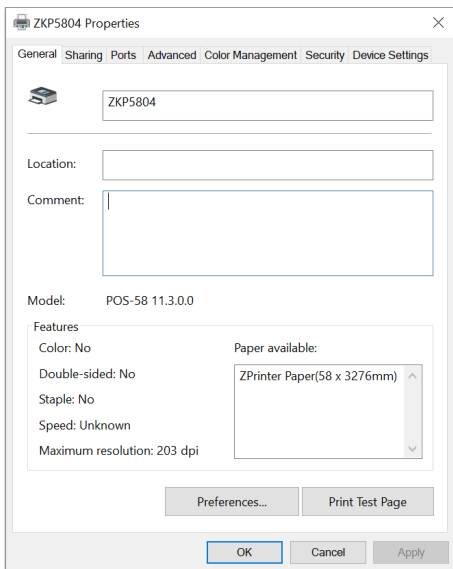 ZKP5804 Properties
General Sharing Ports Advanced Color Management Security Device Settings
ZKP5804
Location:
Comment:
Model: POS-58 11.3.0.0
Features
Color: No
Paper available:
Double-sided: No
ZPrinter Paper(58 x 3276mm)
Staple: No
Speed: Unknown
Maximum resolution: 203 dpi
Preferences... Print Test Page
OK Cancel Apply